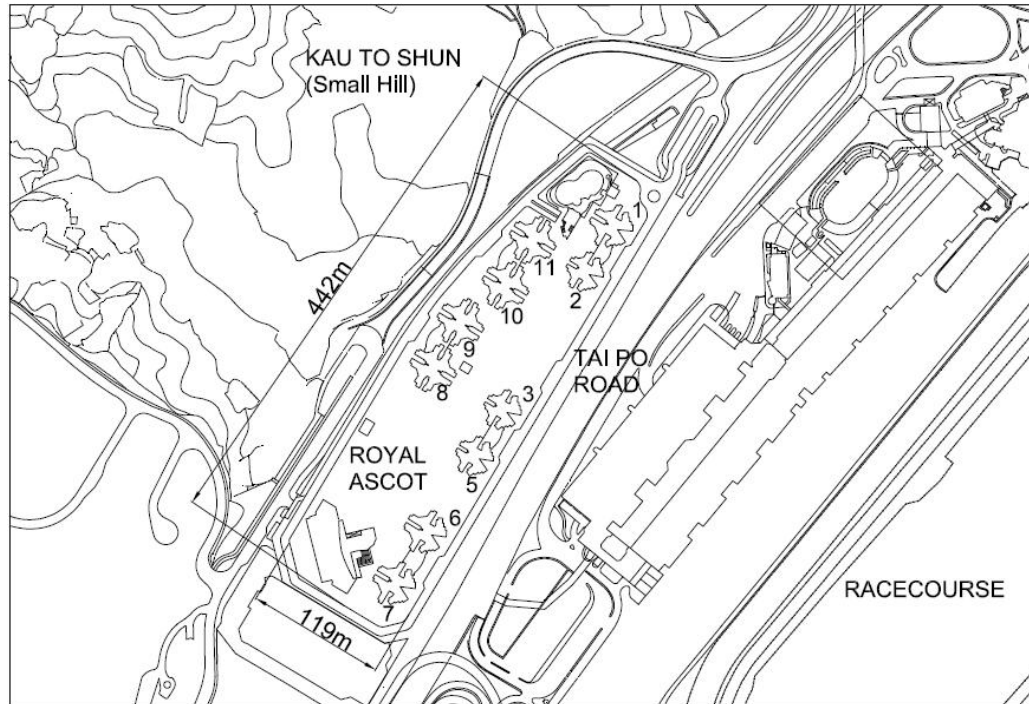 KAU TO SHUN
(Small Hill)
442m
1
11
2
10
9
8
TAI PO
ROAD
3
ROYAL
ASCOT
5
6
7
119m
RACECOURSE